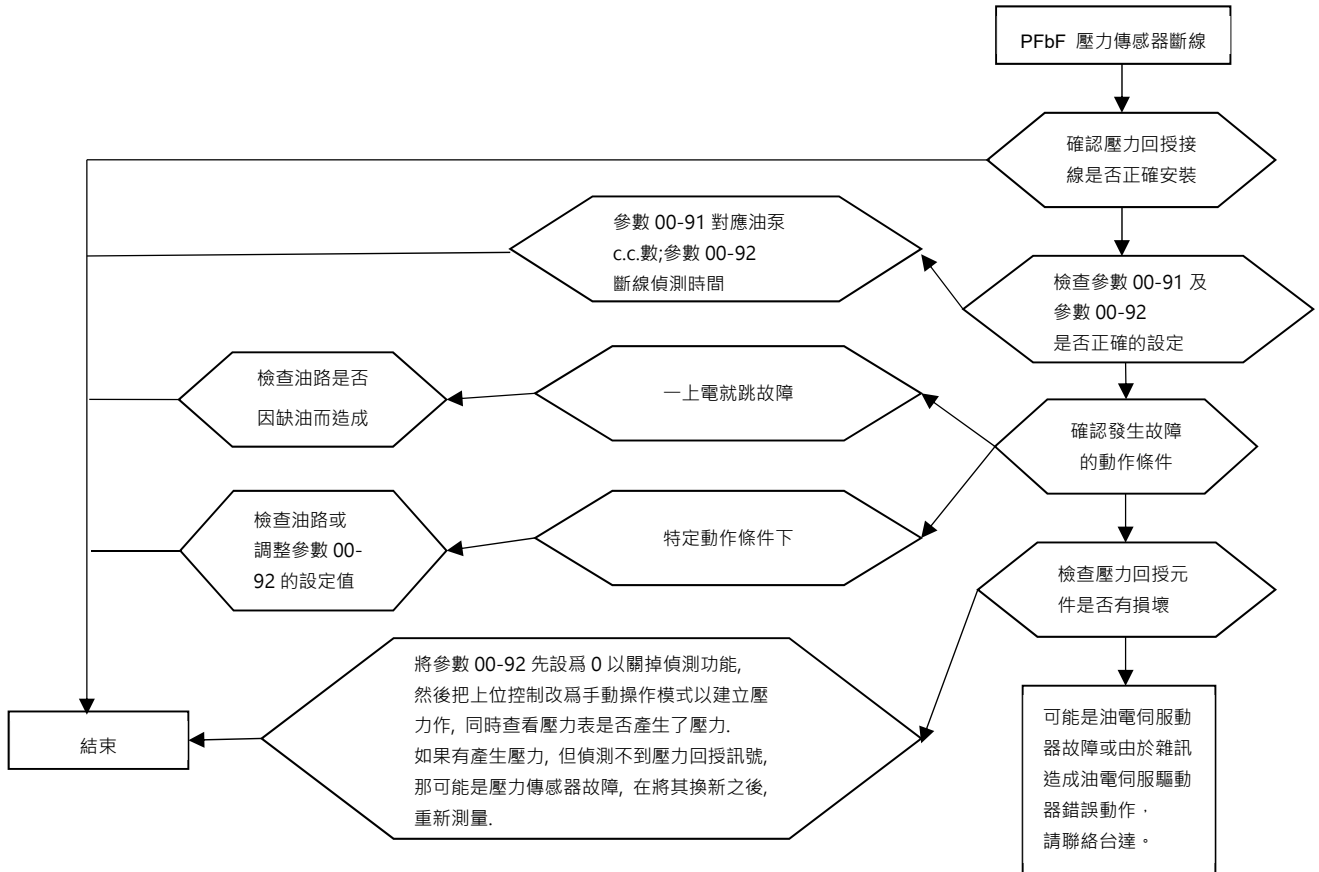 PFbF 壓力傳感器斷線
確認壓力回授接
線是否正確安裝
參數 00-91 對應油泵
c.c.數;參數 00-92
斷線偵測時間
檢查參數 00-91 及
參數 00-92
是否正確的設定
檢查油路是否
因缺油而造成
一上電就跳故障
確認發生故障
的動作條件
檢查油路或
調整參數 00-
92 的設定值
特定動作條件下
檢查壓力回授元
件是否有損壞
將參數 00-92 先設爲 0 以關掉偵測功能,
然後把上位控制改爲手動操作模式以建立壓
力作, 同時查看壓力表是否產生了壓力.
如果有產生壓力, 但偵測不到壓力回授訊號,
那可能是壓力傳感器故障, 在將其換新之後,
重新測量.
結束
可能是油電伺服動
器故障或由於雜訊
造成油電伺服驅動
器錯誤動作，
請聯絡台達。